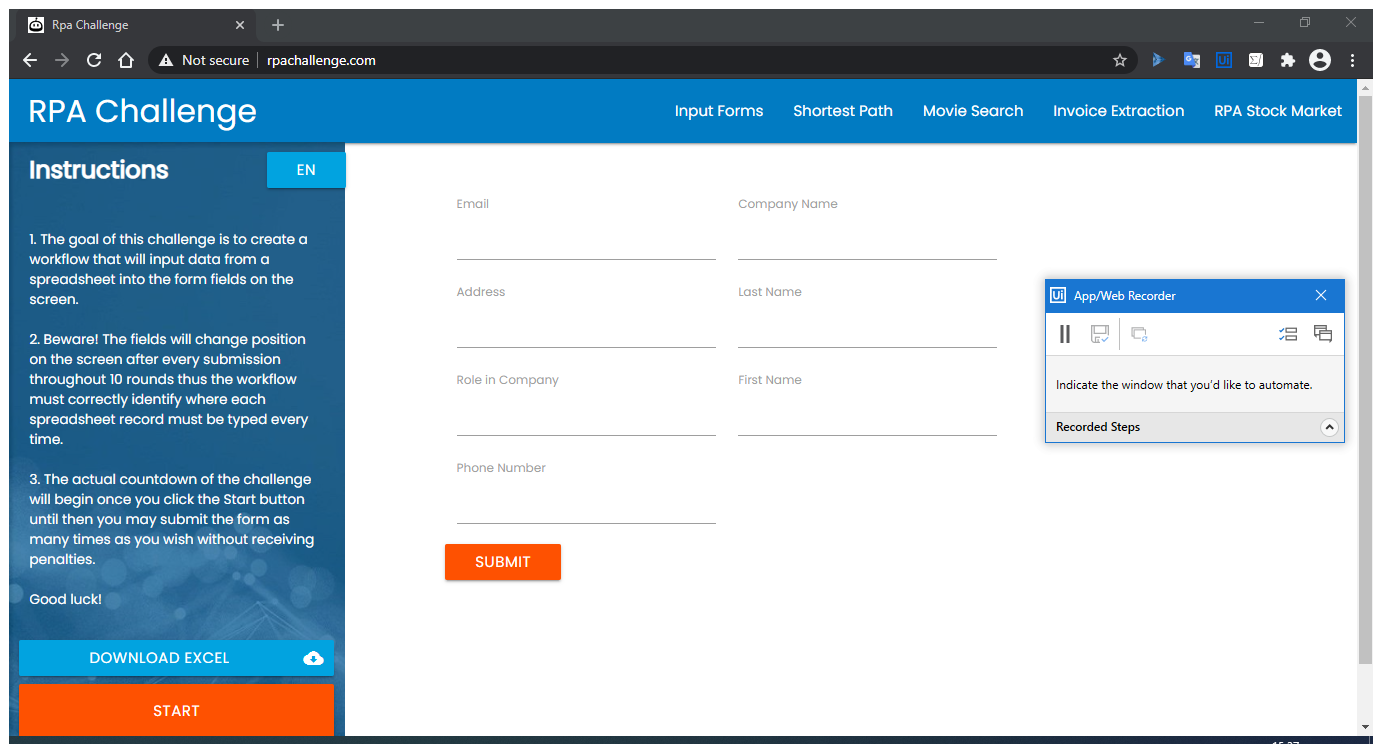 Rpa Challenge
Not secure rpachallenge.com
RPA Challenge
Input Forms Shortest Path Movie Search Invoice Extraction RPA Stock Market
Instructions
EN
1. The goal of this challenge is to create a
workflow that will input data from a
spreadsheet into the form fields on the
screen.
2. Beware! The fields will change position
on the screen after every submission
throughout 10 rounds thus the workflow
must correctly identify where each
spreadsheet record must be typed every
time.
3. The actual countdown of the challenge
will begin once you click the Start button
until then you may submit the form as
many times as you wish without receiving
penalties.
Good luck!
DOWNLOAD EXCEL
START
Email Company Name
Address Last Name
Role in Company First Name
Phone Number
SUBMIT
Ui App/Web Recorder
Indicate the window that you'd like to automate.
Recorded Steps